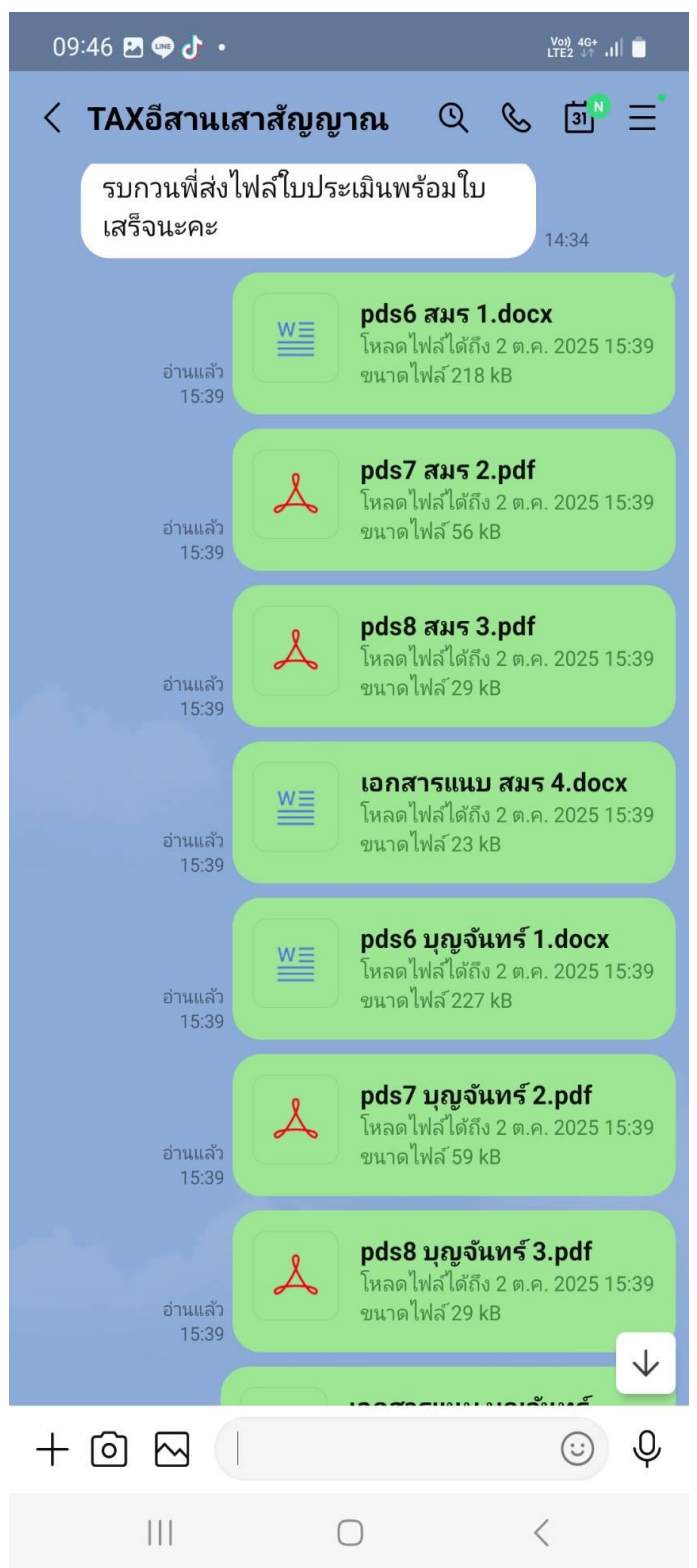 09:46
Vo)) 4G+
LTE2
TAXอีสานเสาสัญญาณ
31
N
รบกวนพี่ส่งไฟล์ใบประเมินพร้อมใบ
เสร็จนะคะ
14:34
pds6 สมร 1.docx
โหลดไฟล์ได้ถึง 2 ต.ค. 2025 15:39
ขนาดไฟล์ 218 kB
อ่านแล้ว
15:39
pds7 สมร 2.pdf
โหลดไฟล์ได้ถึง 2 ต.ค. 2025 15:39
ขนาดไฟล์ 56 kB
อ่านแล้ว
15:39
pds8 สมร 3.pdf
โหลดไฟล์ได้ถึง 2 ต.ค. 2025 15:39
ขนาดไฟล์ 29 kB
อ่านแล้ว
15:39
เอกสารแนบ สมร 4.docx
โหลดไฟล์ได้ถึง 2 ต.ค. 2025 15:39
ขนาดไฟล์ 23 kB
อ่านแล้ว
15:39
pds6 บุญจันทร์ 1.docx
โหลดไฟล์ได้ถึง 2 ต.ค. 2025 15:39
ขนาดไฟล์ 227 kB
อ่านแล้ว
15:39
pds7 บุญจันทร์ 2.pdf
โหลดไฟล์ได้ถึง 2 ต.ค. 2025 15:39
ขนาดไฟล์ 59 kB
อ่านแล้ว
15:39
pds8 บุญจันทร์ 3.pdf
โหลดไฟล์ได้ถึง 2 ต.ค. 2025 15:39
ขนาดไฟล์ 29 kB
อ่านแล้ว
15:39